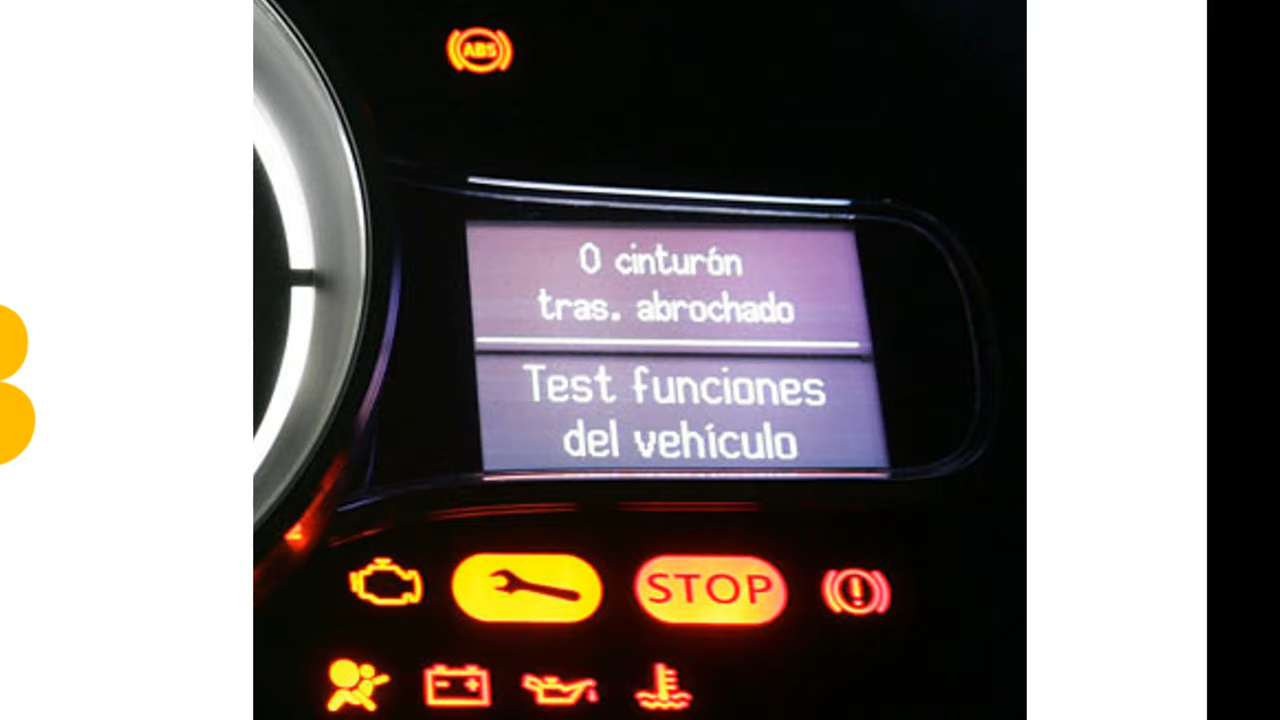 ABS
0 cinturón
tras. abrochado
Test funciones
del vehículo
STOP